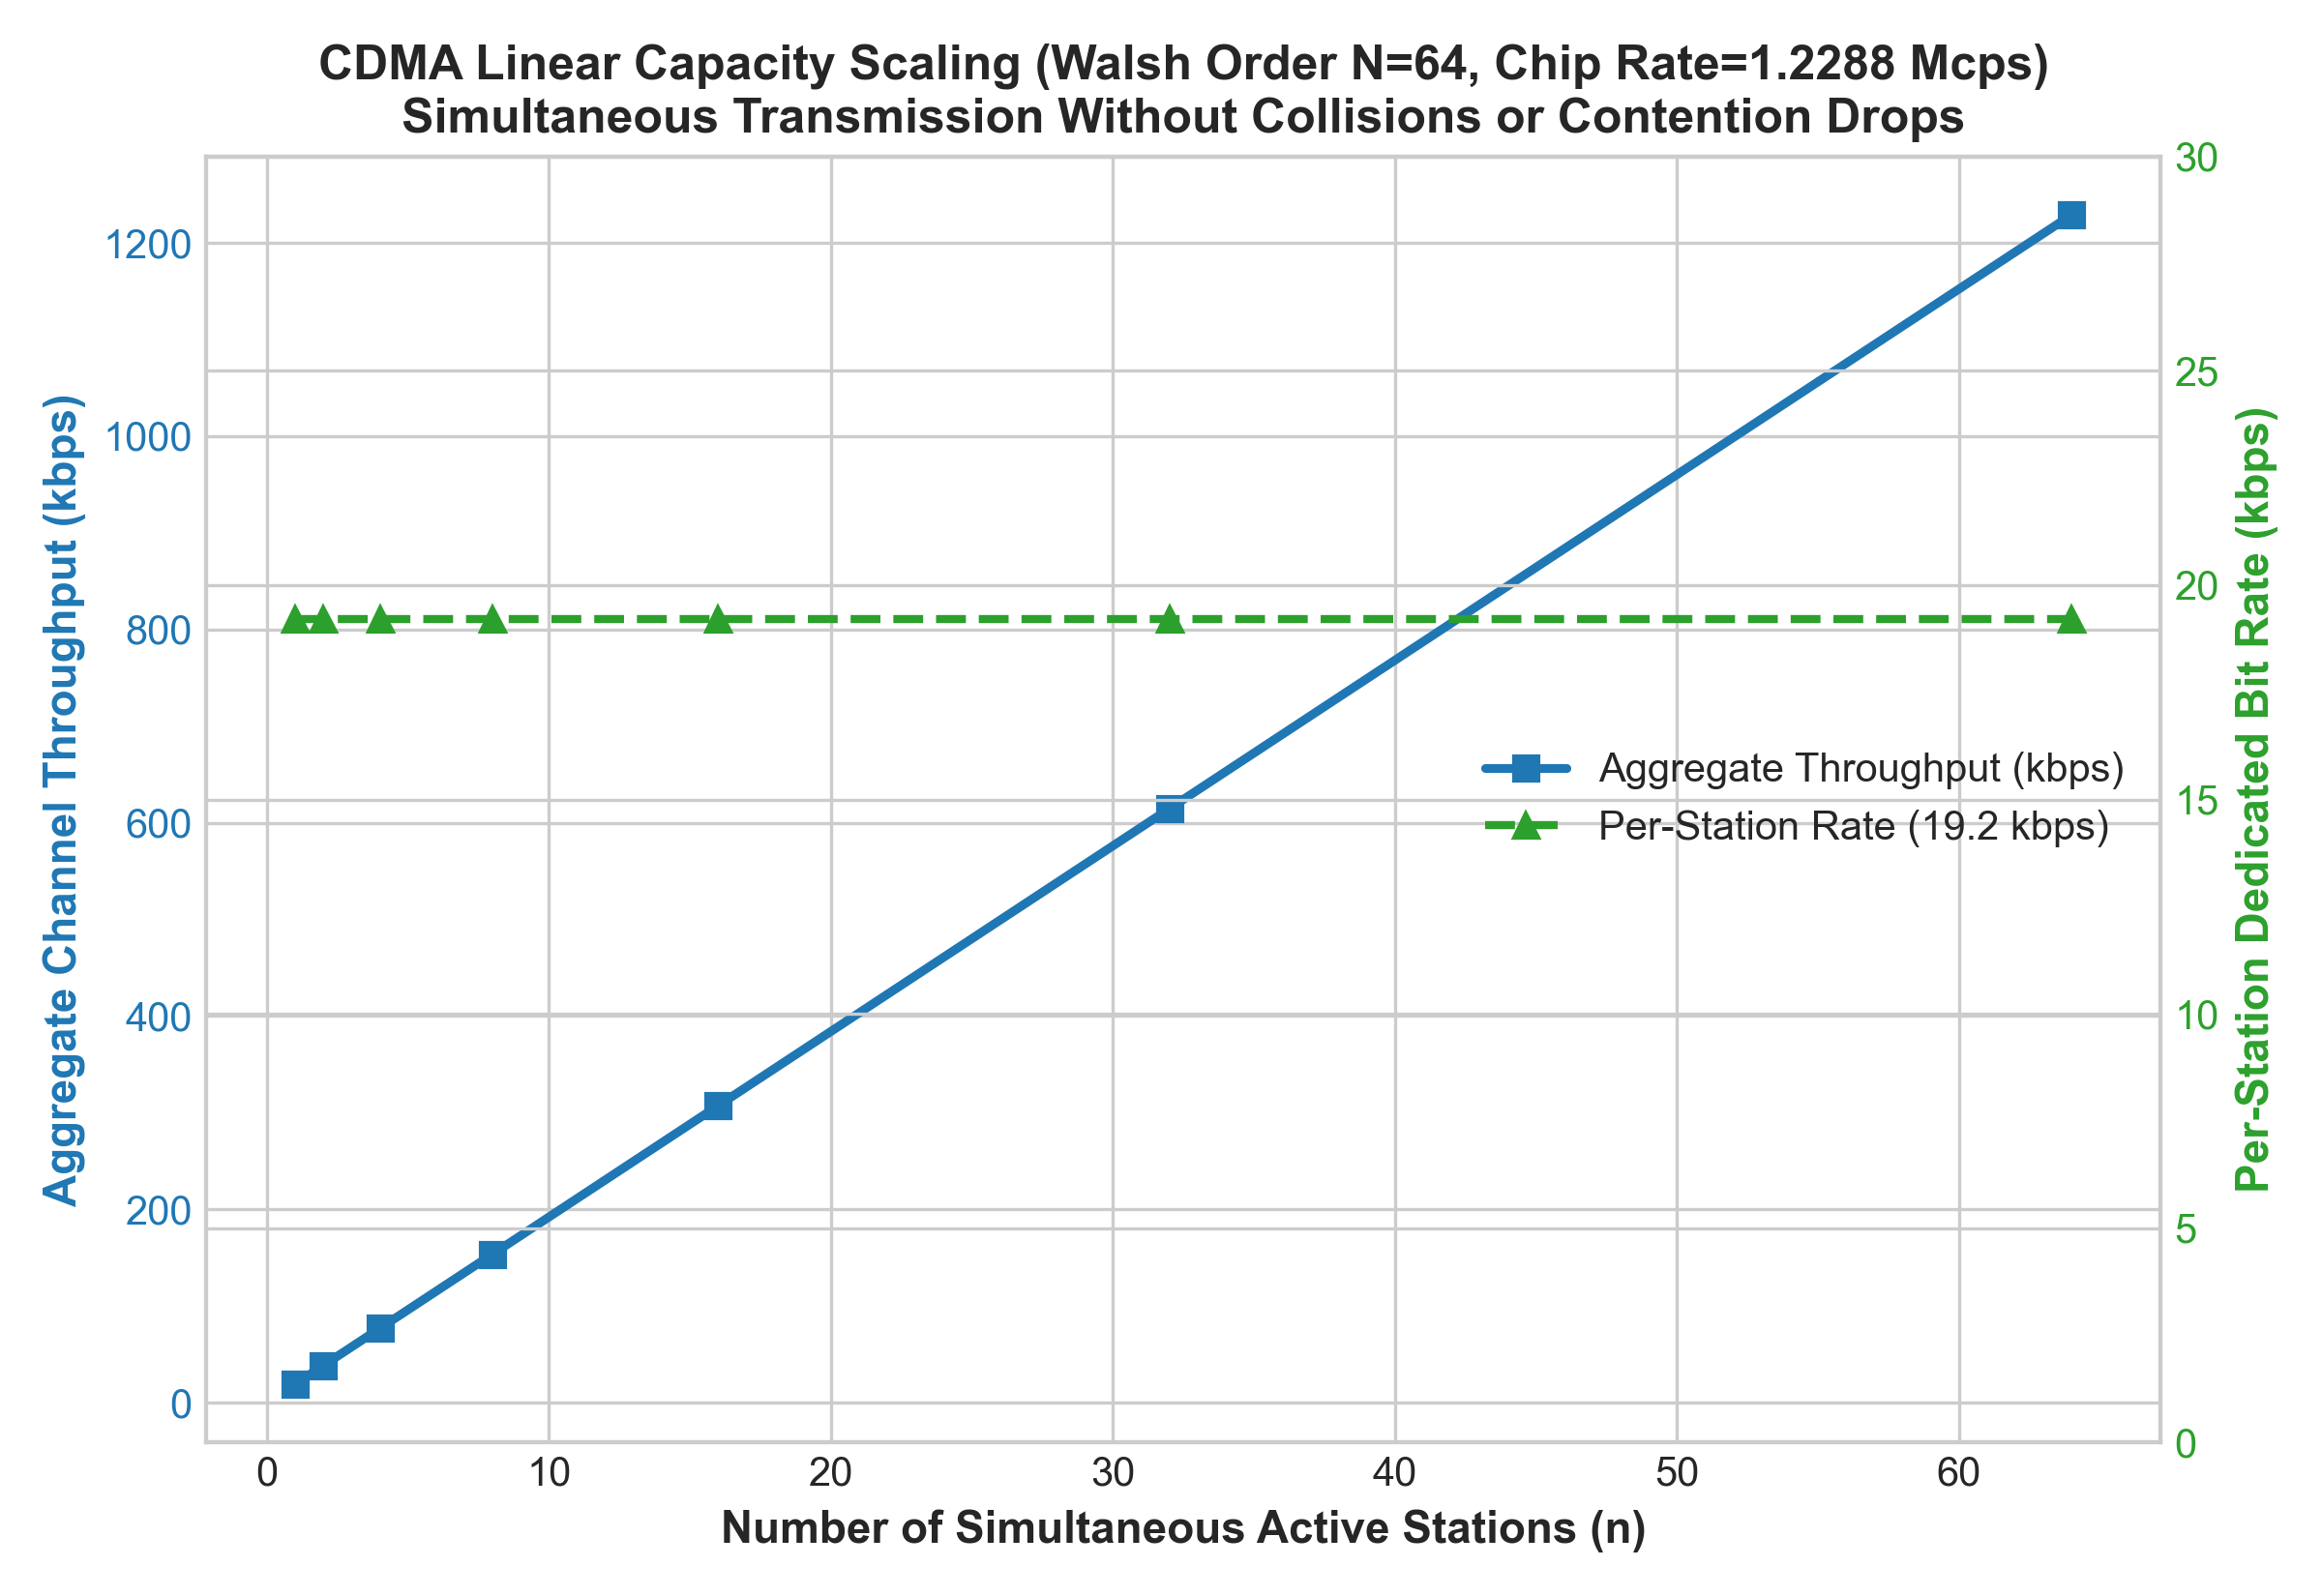 CDMA Linear Capacity Scaling (Walsh Order N=64, Chip Rate=1.2288 Mcps)
Simultaneous Transmission Without Collisions or Contention Drops
Aggregate Channel Throughput (kbps)
1200
1000
800
600
400
200
0
30
25
20
15
10
5
0
Per-Station Dedicated Bit Rate (kbps)
Aggregate Throughput (kbps)
Per-Station Rate (19.2 kbps)
0 10 20 30 40 50 60
Number of Simultaneous Active Stations (n)